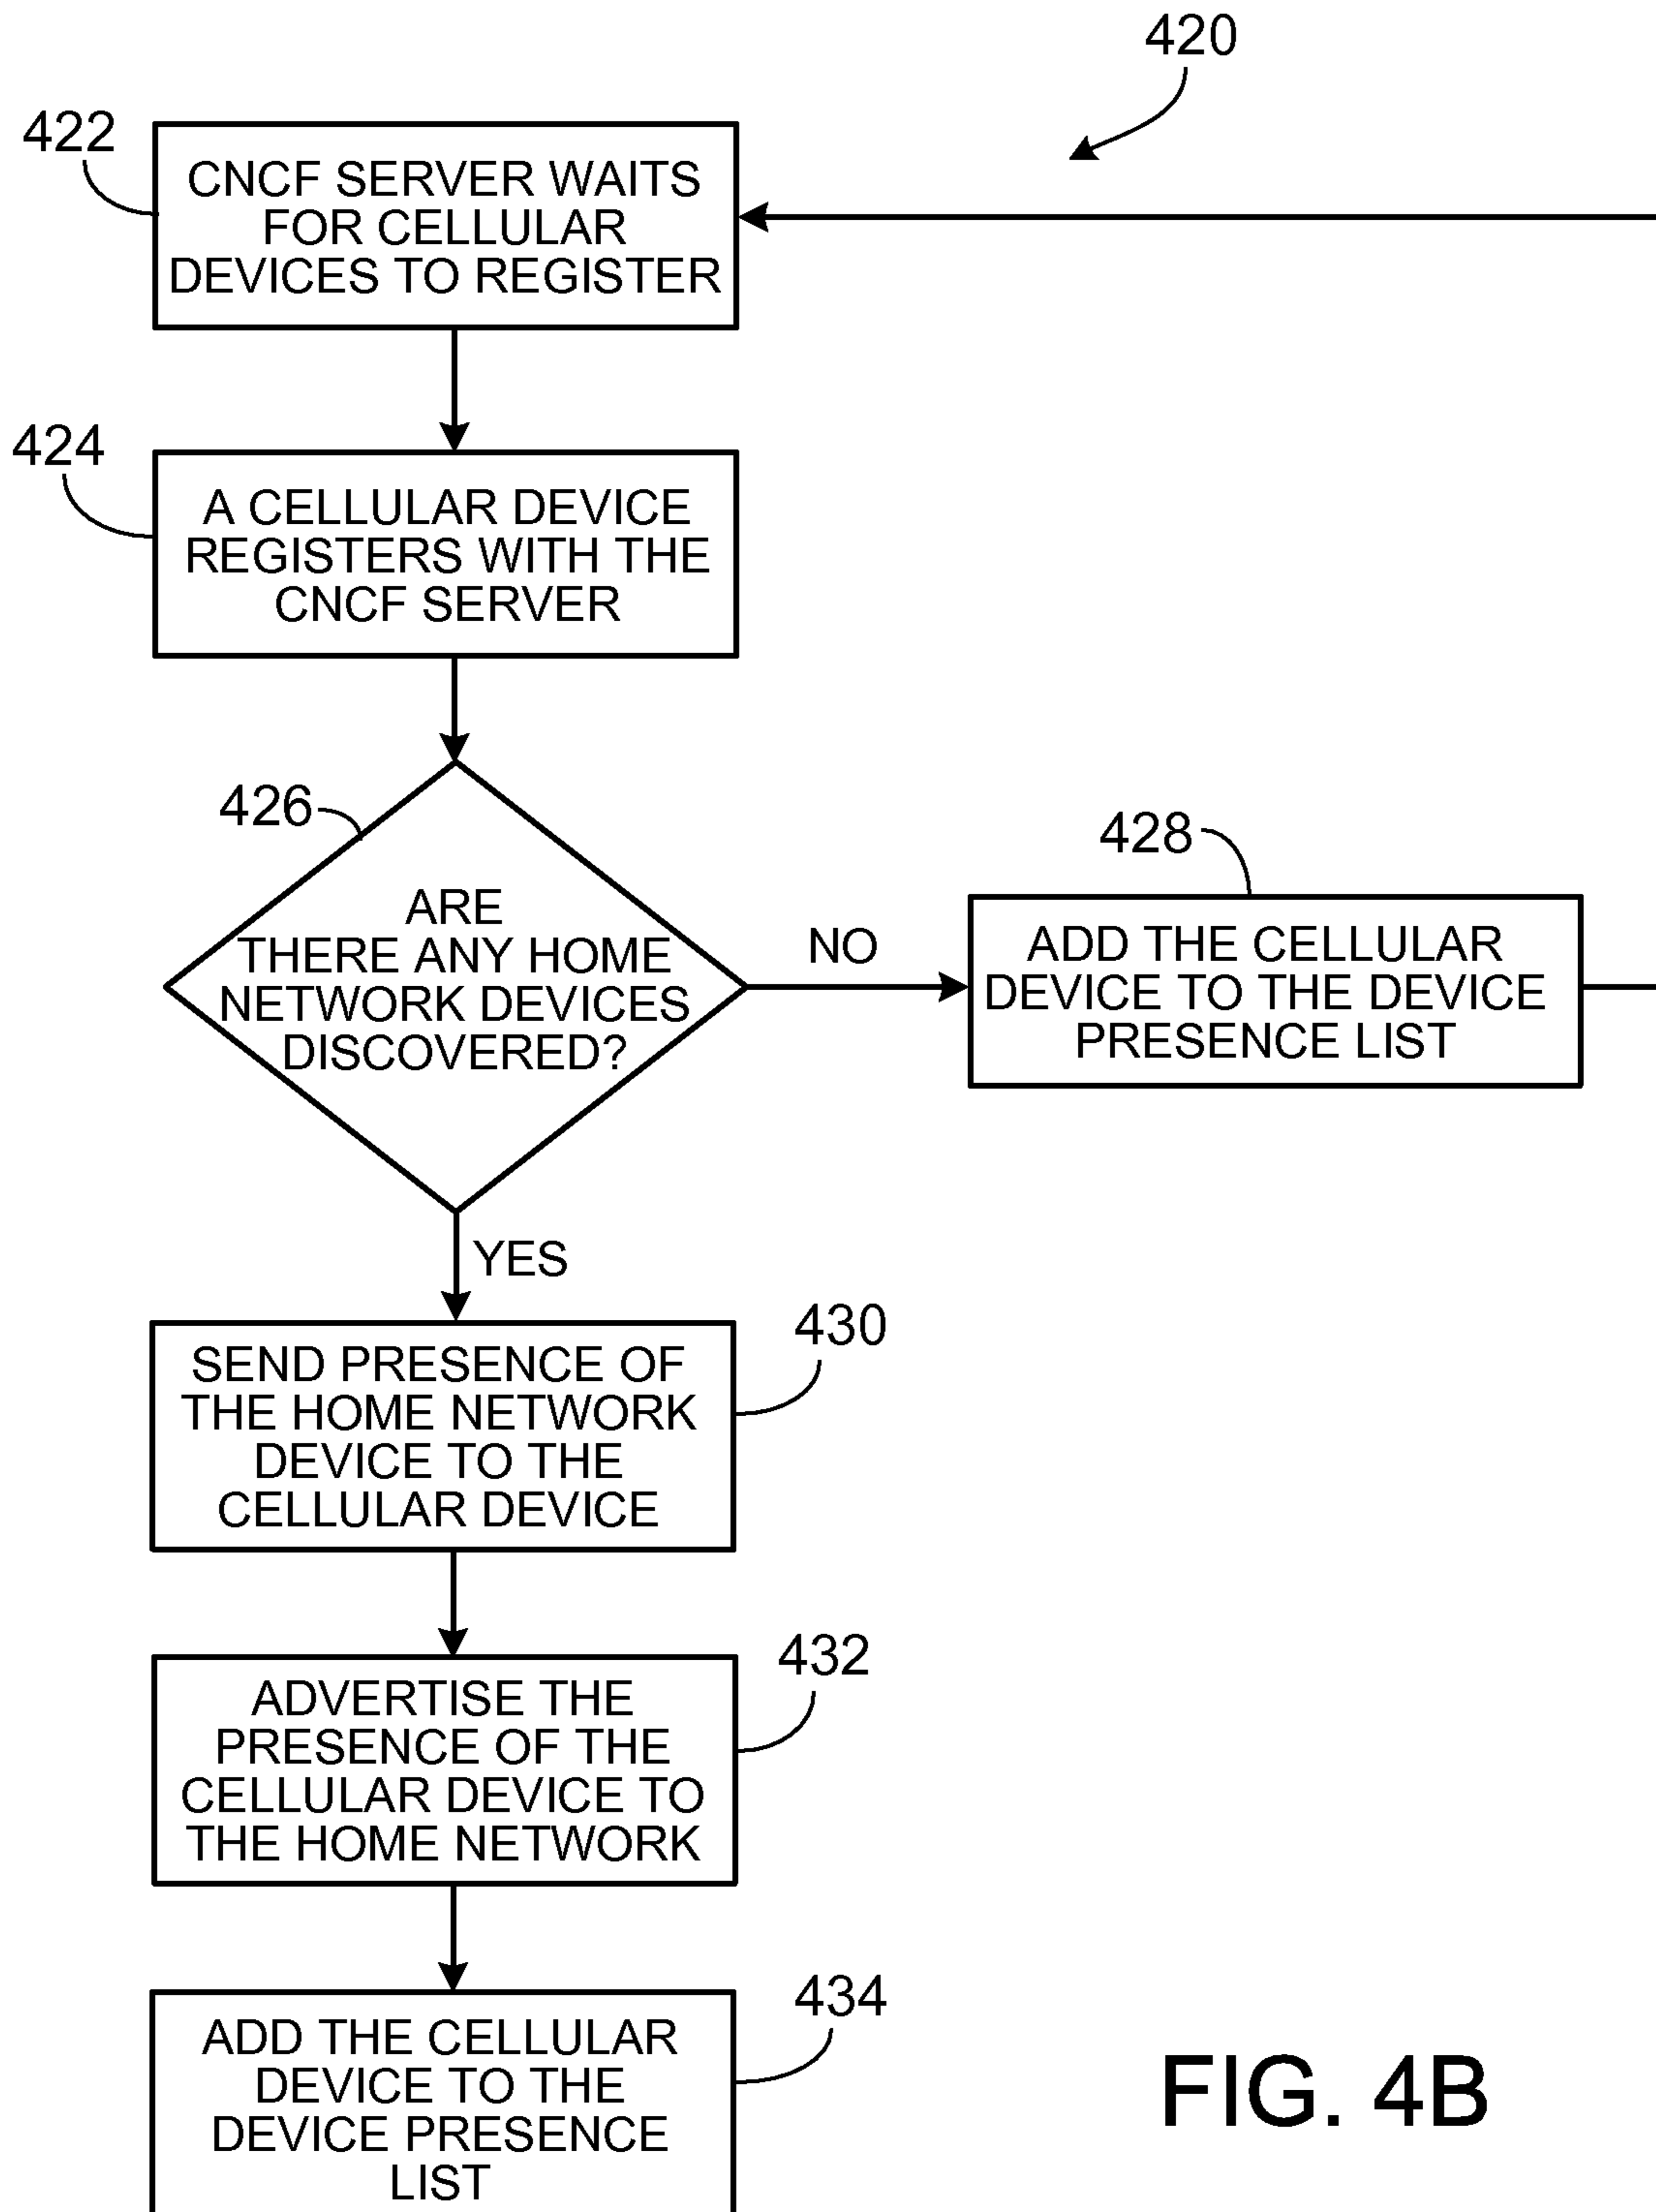 420
422
CNCF SERVER WAITS
FOR CELLULAR
DEVICES TO REGISTER
424
A CELLULAR DEVICE
REGISTERS WITH THE
CNCF SERVER
426
ARE
THERE ANY HOME
NETWORK DEVICES
DISCOVERED?
NO
428
ADD THE CELLULAR
DEVICE TO THE DEVICE
PRESENCE LIST
YES
430
SEND PRESENCE OF
THE HOME NETWORK
DEVICE TO THE
CELLULAR DEVICE
432
ADVERTISE THE
PRESENCE OF THE
CELLULAR DEVICE TO
THE HOME NETWORK
434
ADD THE CELLULAR
DEVICE TO THE
DEVICE PRESENCE
LIST
FIG. 4B